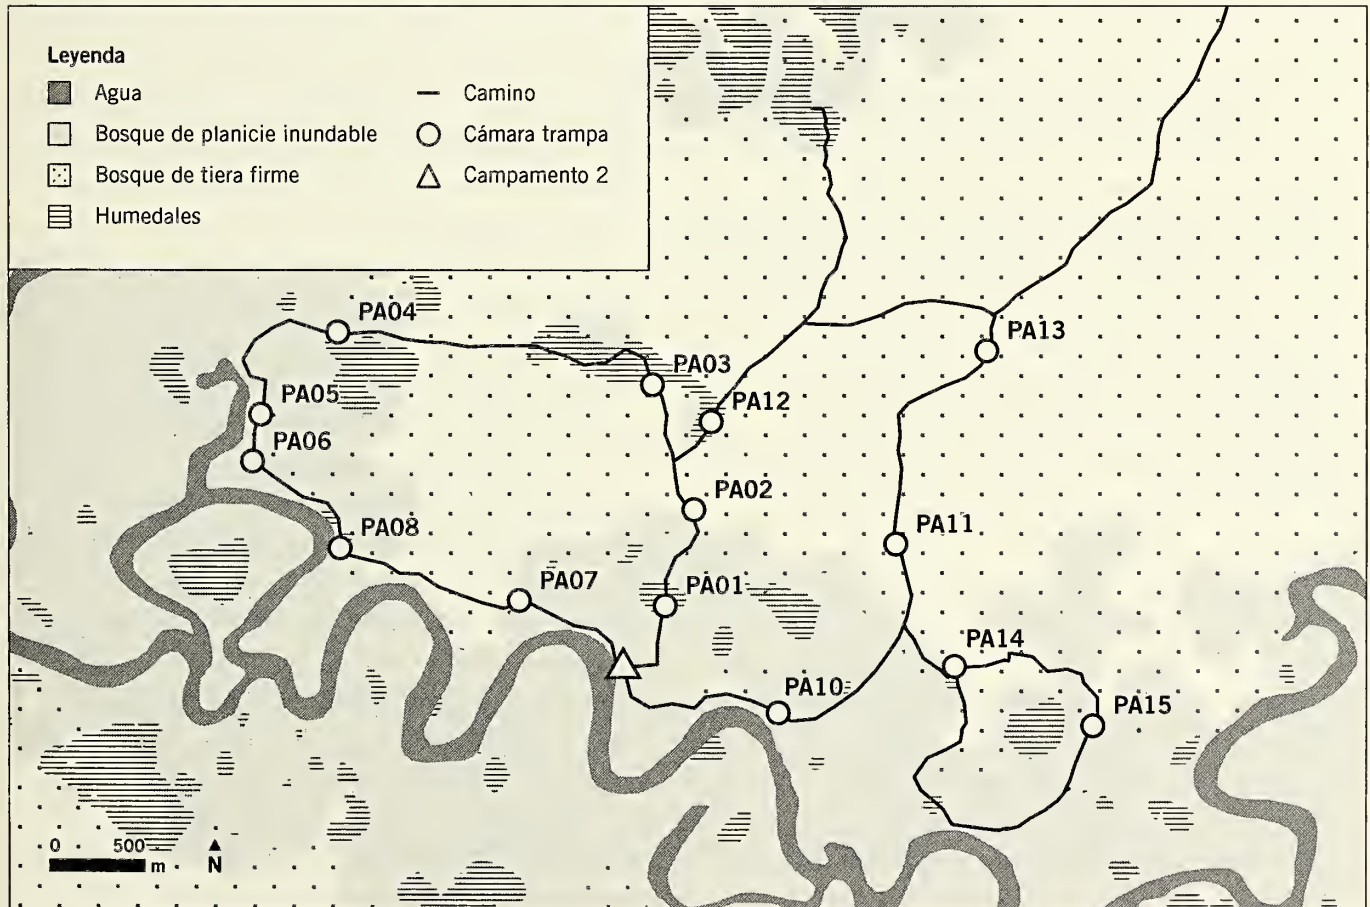 Leyenda
Agua
Bosque de planicie inundable
Bosque de tiera firme
Humedales
Camino
Cámara trampa
Campamento 2
PA04
PA03
PA13
PA05
PA12
PA06
PA02
PA08
PA11
PA07
PA01
PA14
PA10
PA15
0 500 m
N